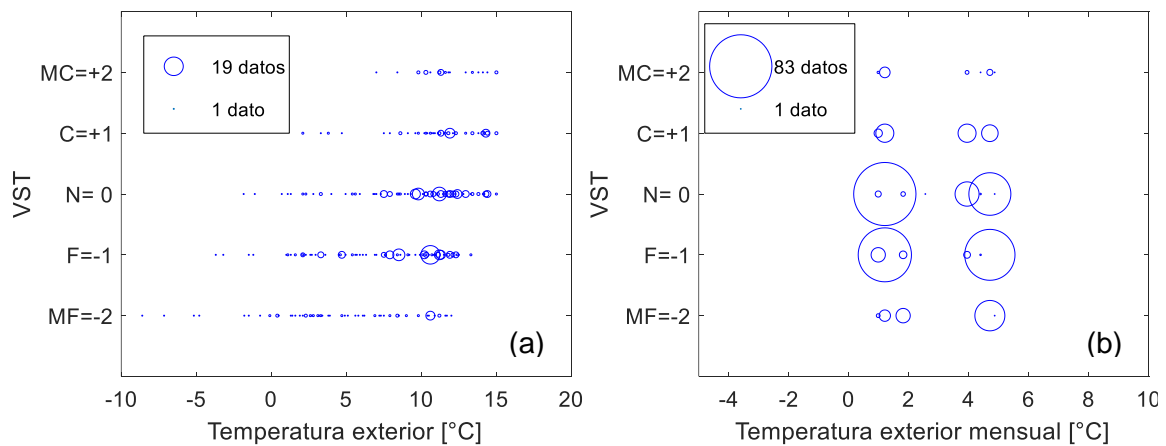 19 datos
1 dato
MC=+2
C=+1
N= 0
F=-1
MF=-2
VST
(a)
-10 -5 0 5 10 15 20
Temperatura exterior [°C]
83 datos
1 dato
MC=+2
C=+1
N= 0
F=-1
MF=-2
VST
(b)
-4 -2 0 2 4 6 8 10
Temperatura exterior mensual [°C]